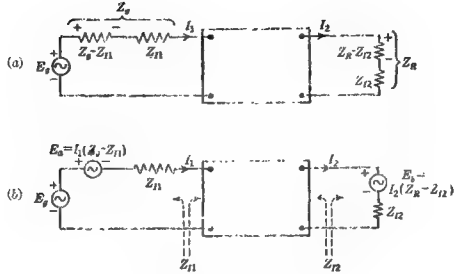 Z_g
+ − I_1 I_2 +
(a) E_g + − Z_g-Z_I1 Z_I1 Z_R-Z_I2 − Z_R
Z_I2
E_a=I_1(Z_g-Z_I1)
+ − I_1 I_2
Z_I1 E_b=
(b) E_g + − + − I_2(Z_R-Z_I2)
Z_I2
Z_I1 Z_I2